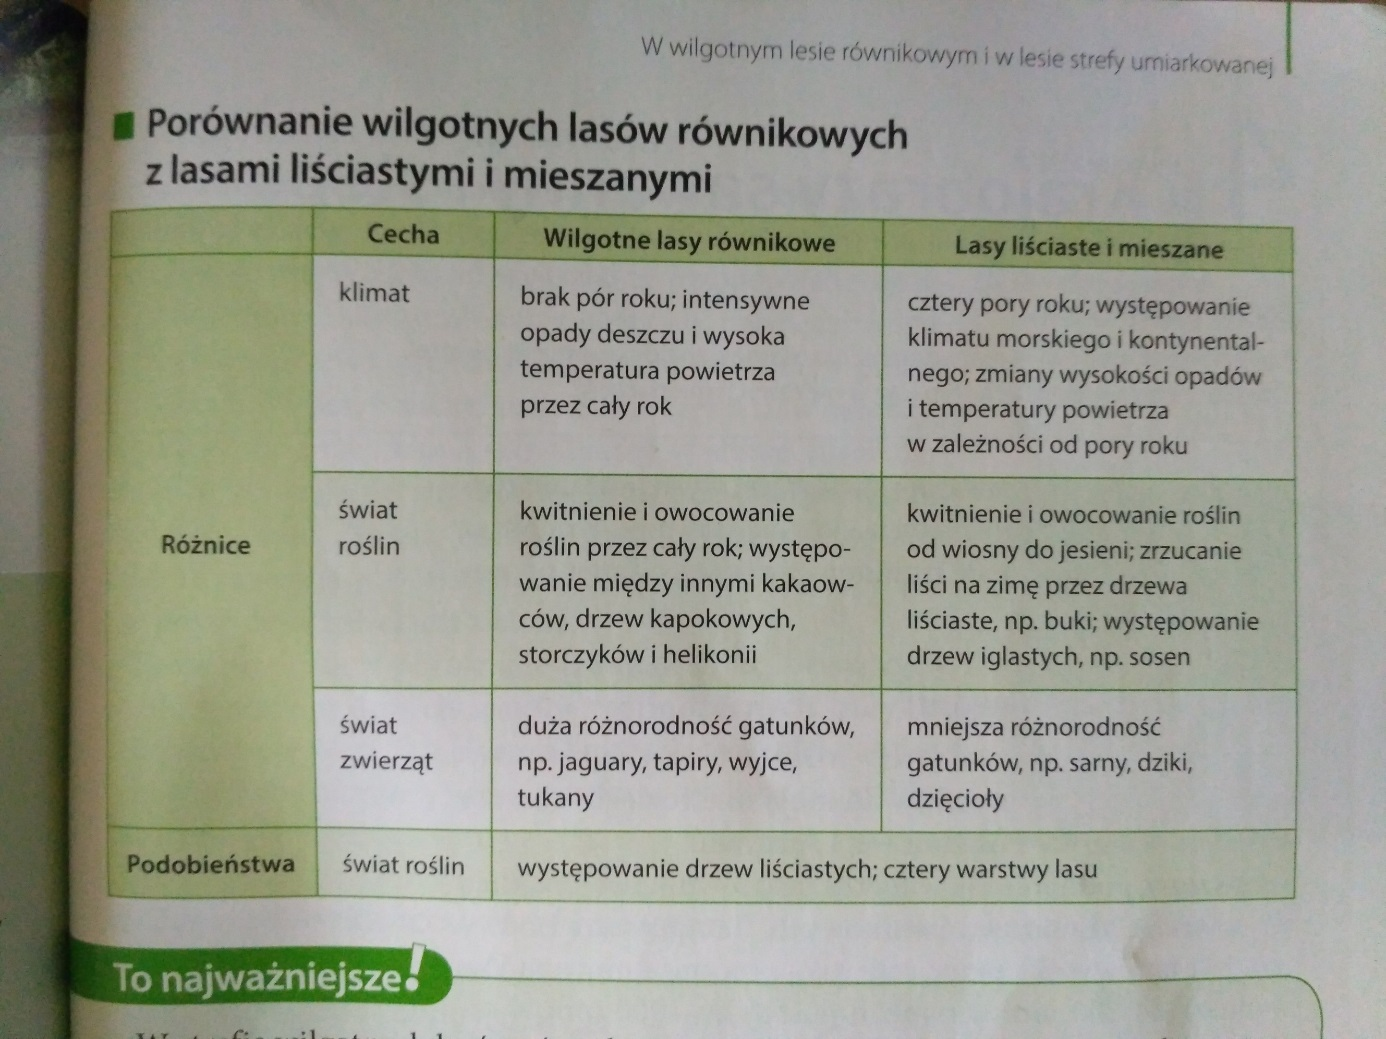 W wilgotnym lesie równikowym i w lesie strefy umiarkowanej
Porównanie wilgotnych lasów równikowych
z lasami liściastymi i mieszanymi
Cecha
Wilgotne lasy równikowe
Lasy liściaste i mieszane
Różnice
klimat
brak pór roku; intensywne
opady deszczu i wysoka
temperatura powietrza
przez cały rok
cztery pory roku; występowanie
klimatu morskiego i kontynental-
nego; zmiany wysokości opadów
i temperatury powietrza
w zależności od pory roku
świat
roślin
kwitnienie i owocowanie
roślin przez cały rok; występo-
wanie między innymi kakaow-
ców, drzew kapokowych,
storczyków i helikonii
kwitnienie i owocowanie roślin
od wiosny do jesieni; zrzucanie
liści na zimę przez drzewa
liściaste, np. buki; występowanie
drzew iglastych, np. sosen
świat
zwierząt
duża różnorodność gatunków,
np. jaguary, tapiry, wyjce,
tukany
mniejsza różnorodność
gatunków, np. sarny, dziki,
dzięcioły
Podobieństwa
świat roślin
występowanie drzew liściastych; cztery warstwy lasu
To najważniejsze!